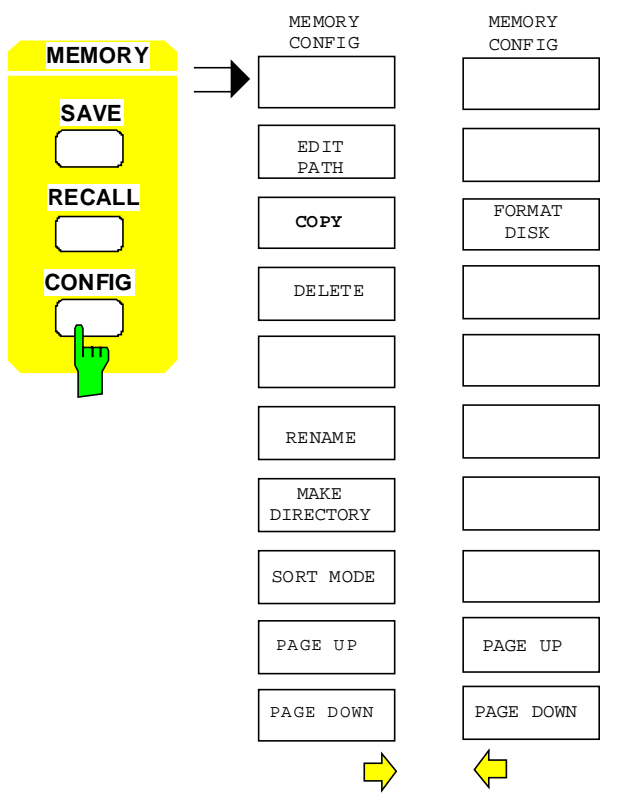 MEMORY
SAVE
RECALL
CONFIG
MEMORY
CONFIG
EDIT
PATH
COPY
DELETE
RENAME
MAKE
DIRECTORY
SORT MODE
PAGE UP
PAGE DOWN
MEMORY
CONFIG
FORMAT
DISK
PAGE UP
PAGE DOWN